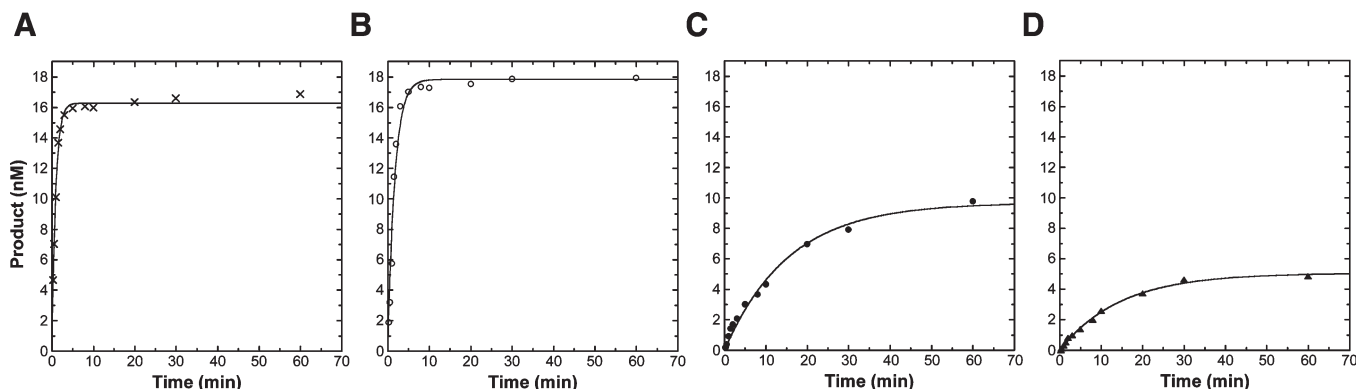 A B C D
Product (nM)
18 18 18 18
16 16 16 16
14 14 14 14
12 12 12 12
10 10 10 10
8 8 8 8
6 6 6 6
4 4 4 4
2 2 2 2
0 0 0 0
0 10 20 30 40 50 60 70 0 10 20 30 40 50 60 70 0 10 20 30 40 50 60 70 0 10 20 30 40 50 60 70
Time (min) Time (min) Time (min) Time (min)